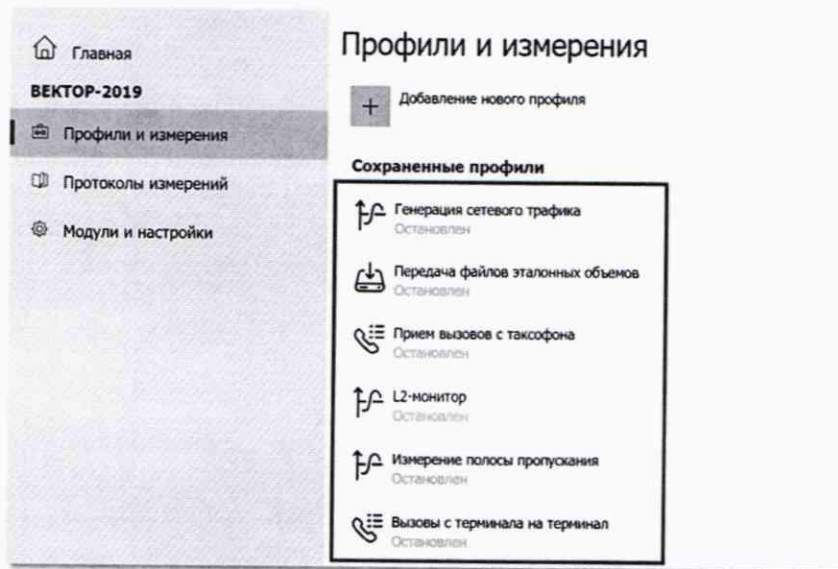 Главная
ВЕКТОР-2019
Профили и измерения
Протоколы измерений
Модули и настройки
Профили и измерения
Добавление нового профиля
Сохраненные профили
Генерация сетевого трафика
Остановлен
Передача файлов эталонных объемов
Остановлен
Прием вызовов с таксофона
Остановлен
L2-монитор
Остановлен
Измерение полосы пропускания
Остановлен
Вызовы с терминала на терминал
Остановлен